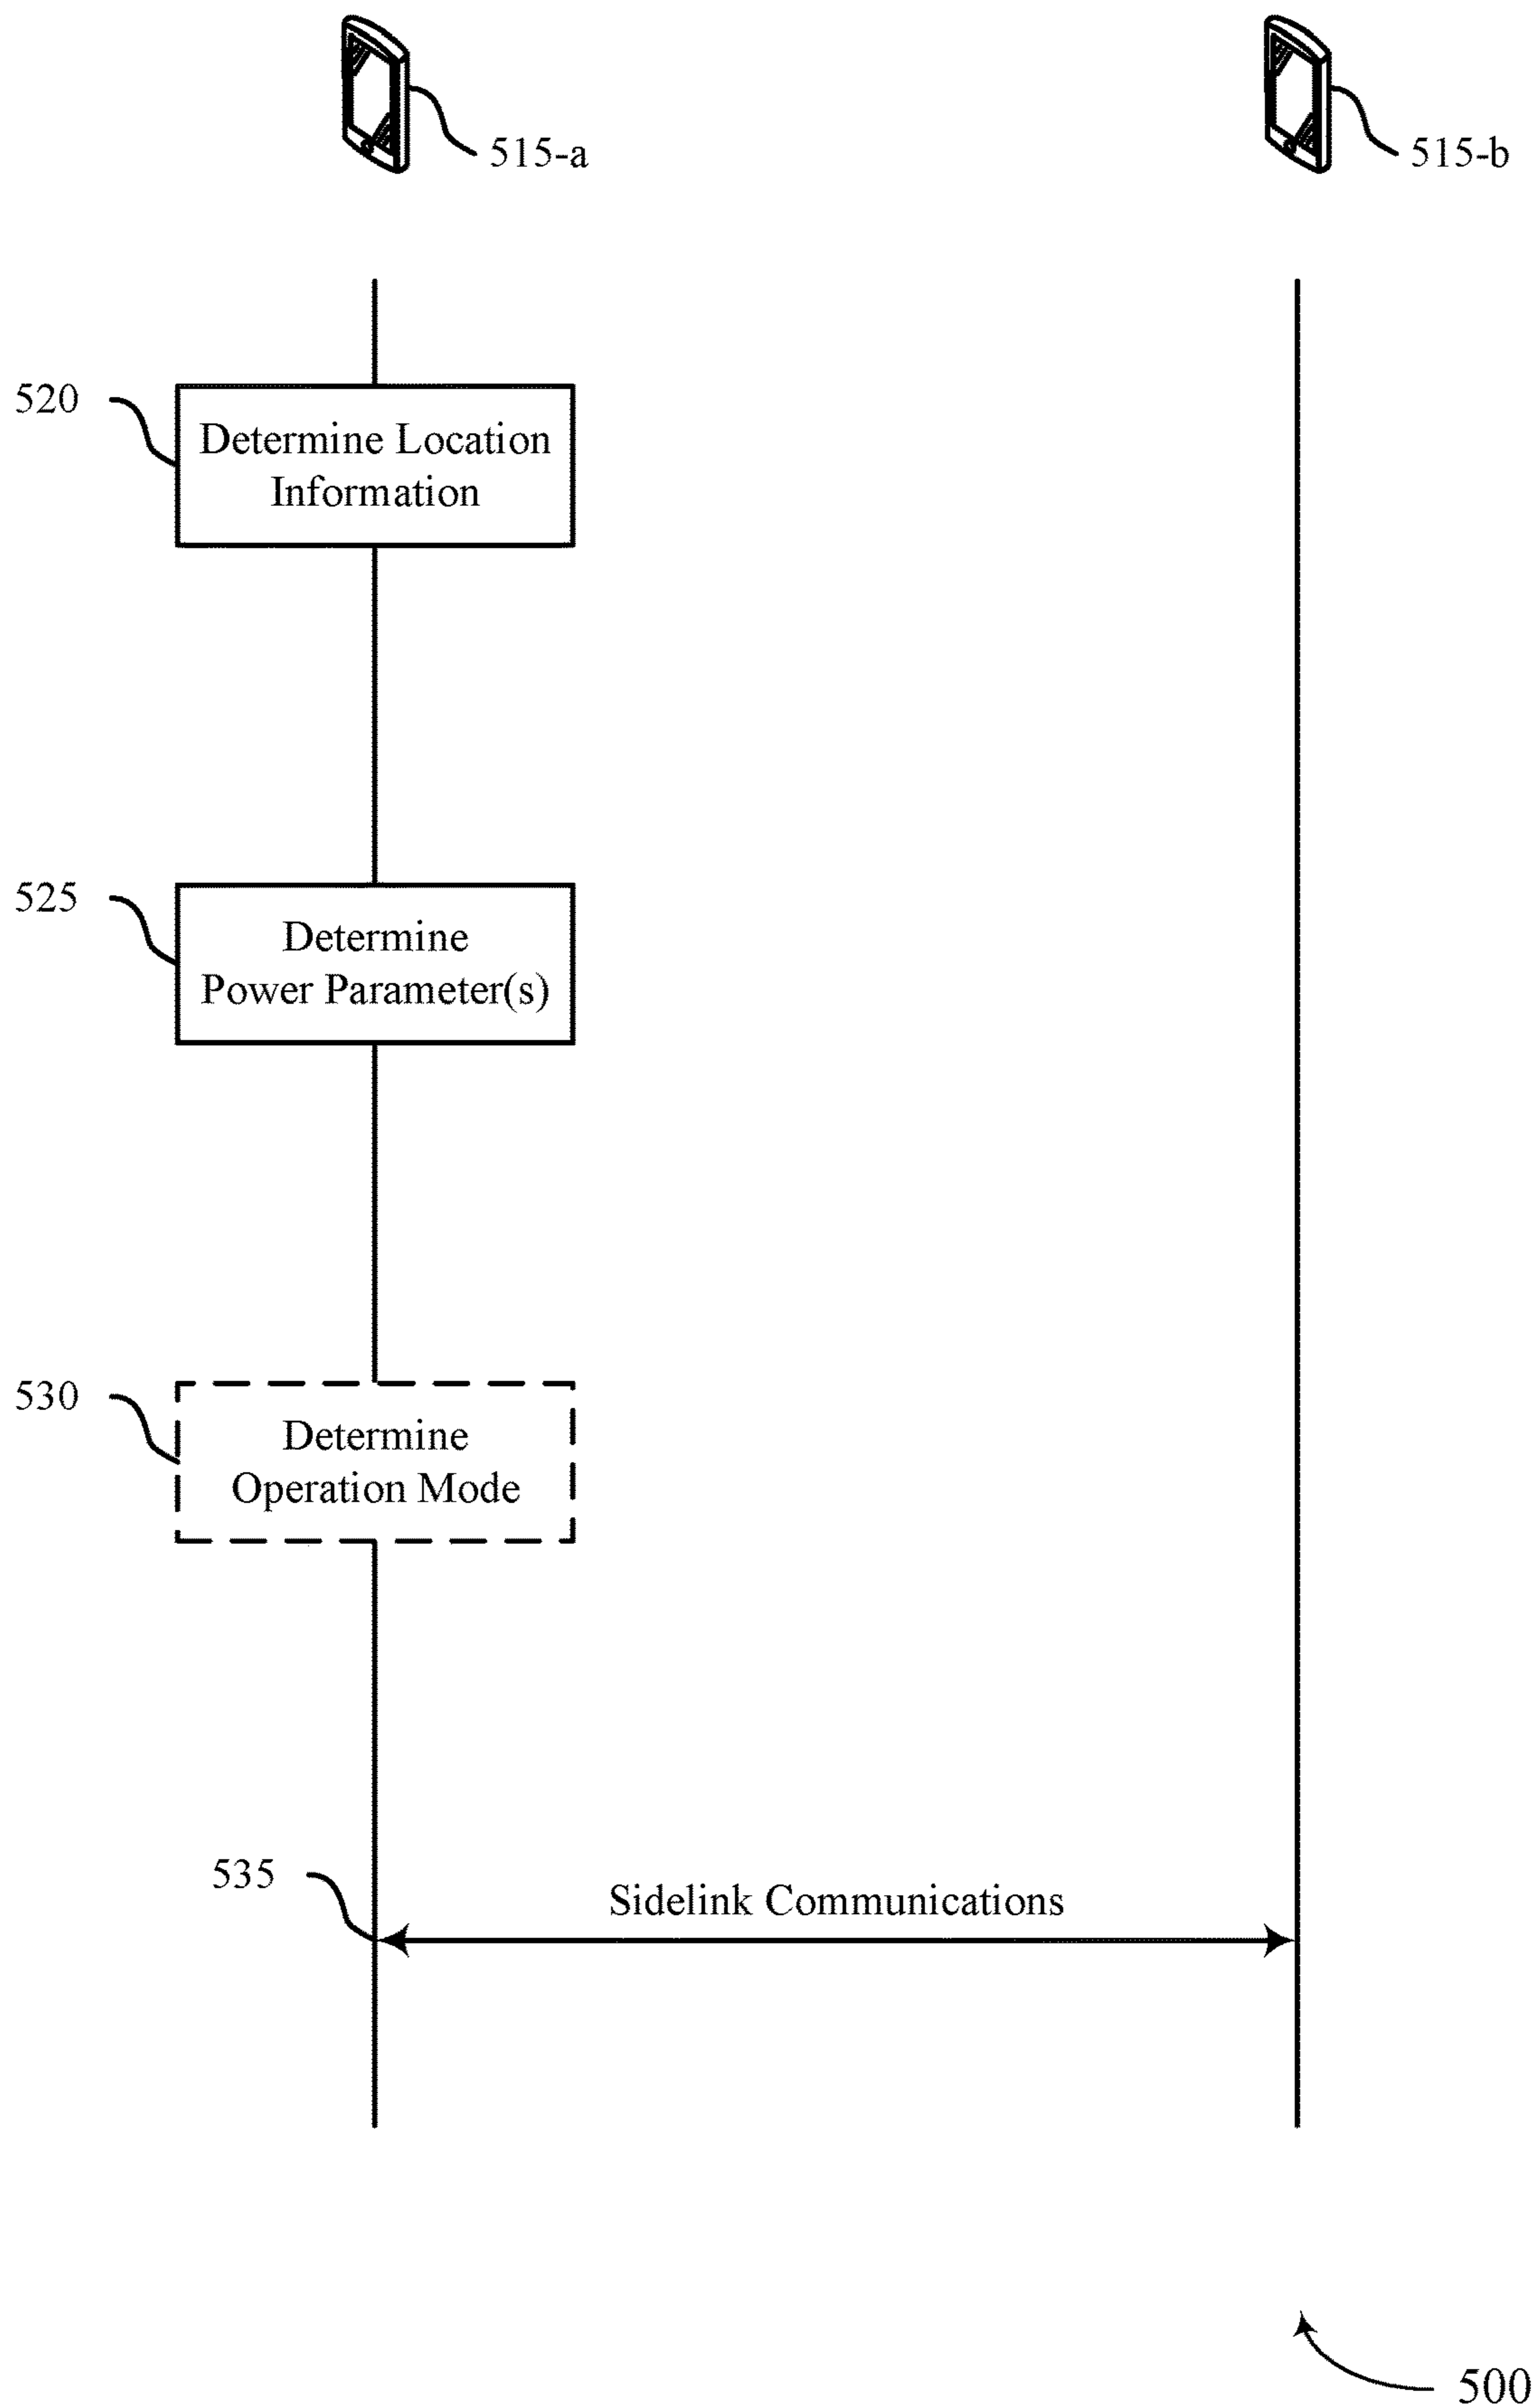 515-a
515-b
520
Determine Location
Information
525
Determine
Power Parameter(s)
530
Determine
Operation Mode
535
Sidelink Communications
500